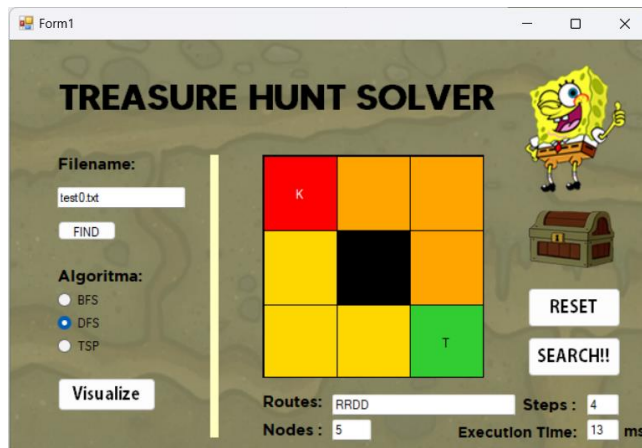 Form1
TREASURE HUNT SOLVER
Filename:
test0.txt
FIND
Algoritma:
BFS
DFS
TSP
Visualize
K
T
RESET
SEARCH!!
Routes: RRDD Steps : 4
Nodes : 5 Execution Time: 13 ms